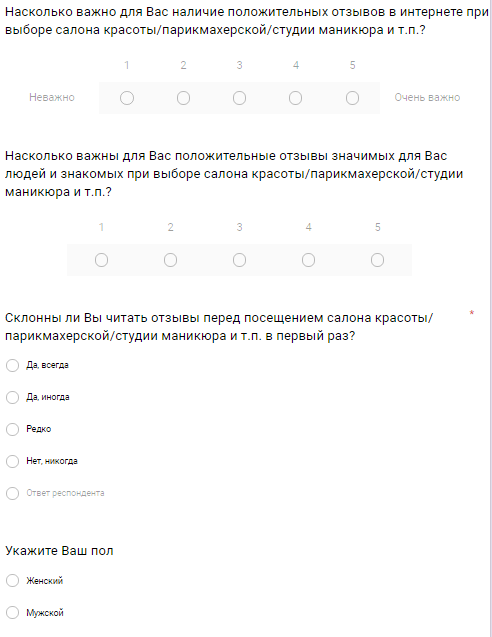 Насколько важно для Вас наличие положительных отзывов в интернете при
выборе салона красоты/парикмахерской/студии маникюра и т.п.?
1 2 3 4 5
Неважно Очень важно
Насколько важны для Вас положительные отзывы значимых для Вас
людей и знакомых при выборе салона красоты/парикмахерской/студии
маникюра и т.п.?
1 2 3 4 5
Склонны ли Вы читать отзывы перед посещением салона красоты/ *
парикмахерской/студии маникюра и т.п. в первый раз?
Да, всегда
Да, иногда
Редко
Нет, никогда
Ответ респондента
Укажите Ваш пол
Женский
Мужской